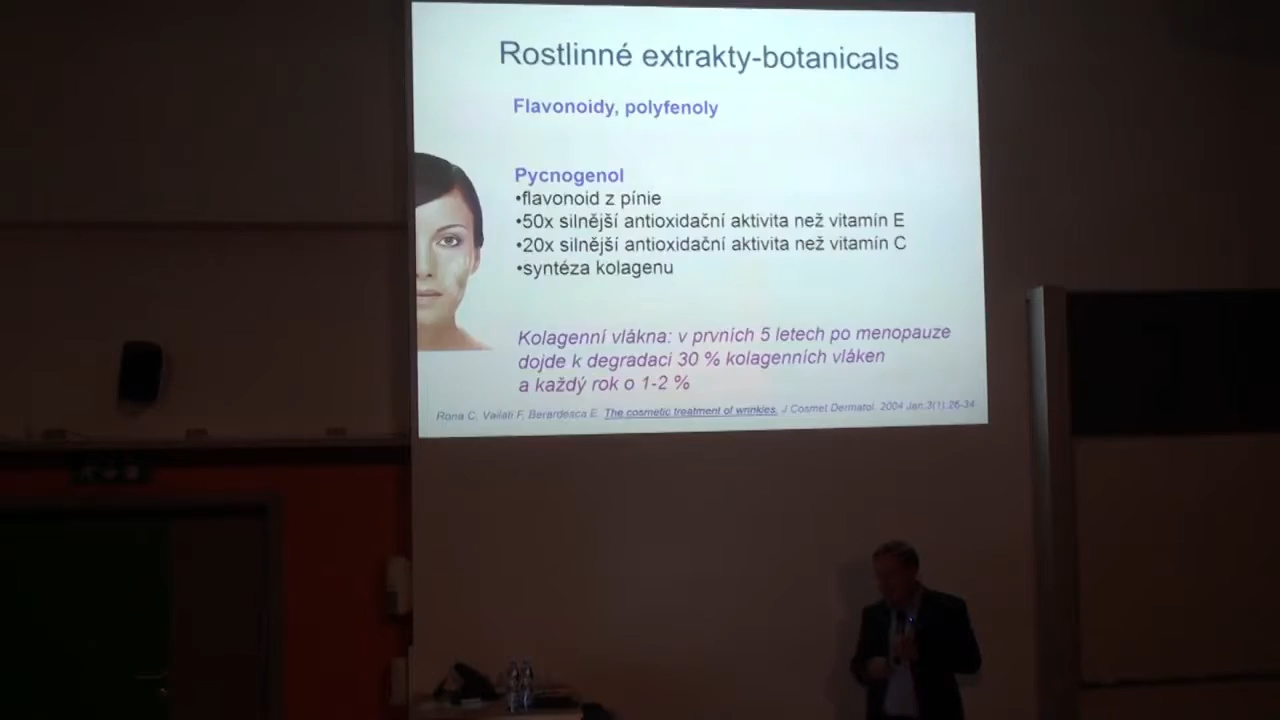 Rostlinné extrakty-botanicals
Flavonoidy, polyfenoly
Pycnogenol
•flavonoid z pínie
•50x silnější antioxidační aktivita než vitamín E
•20x silnější antioxidační aktivita než vitamín C
•syntéza kolagenu
Kolagenní vlákna: v prvních 5 letech po menopauze
dojde k degradaci 30 % kolagenních vláken
a každý rok o 1-2 %
Rona C, Vailati F, Berardesca E. The cosmetic treatment of wrinkles. J Cosmet Dermatol. 2004 Jan;3(1):26-34